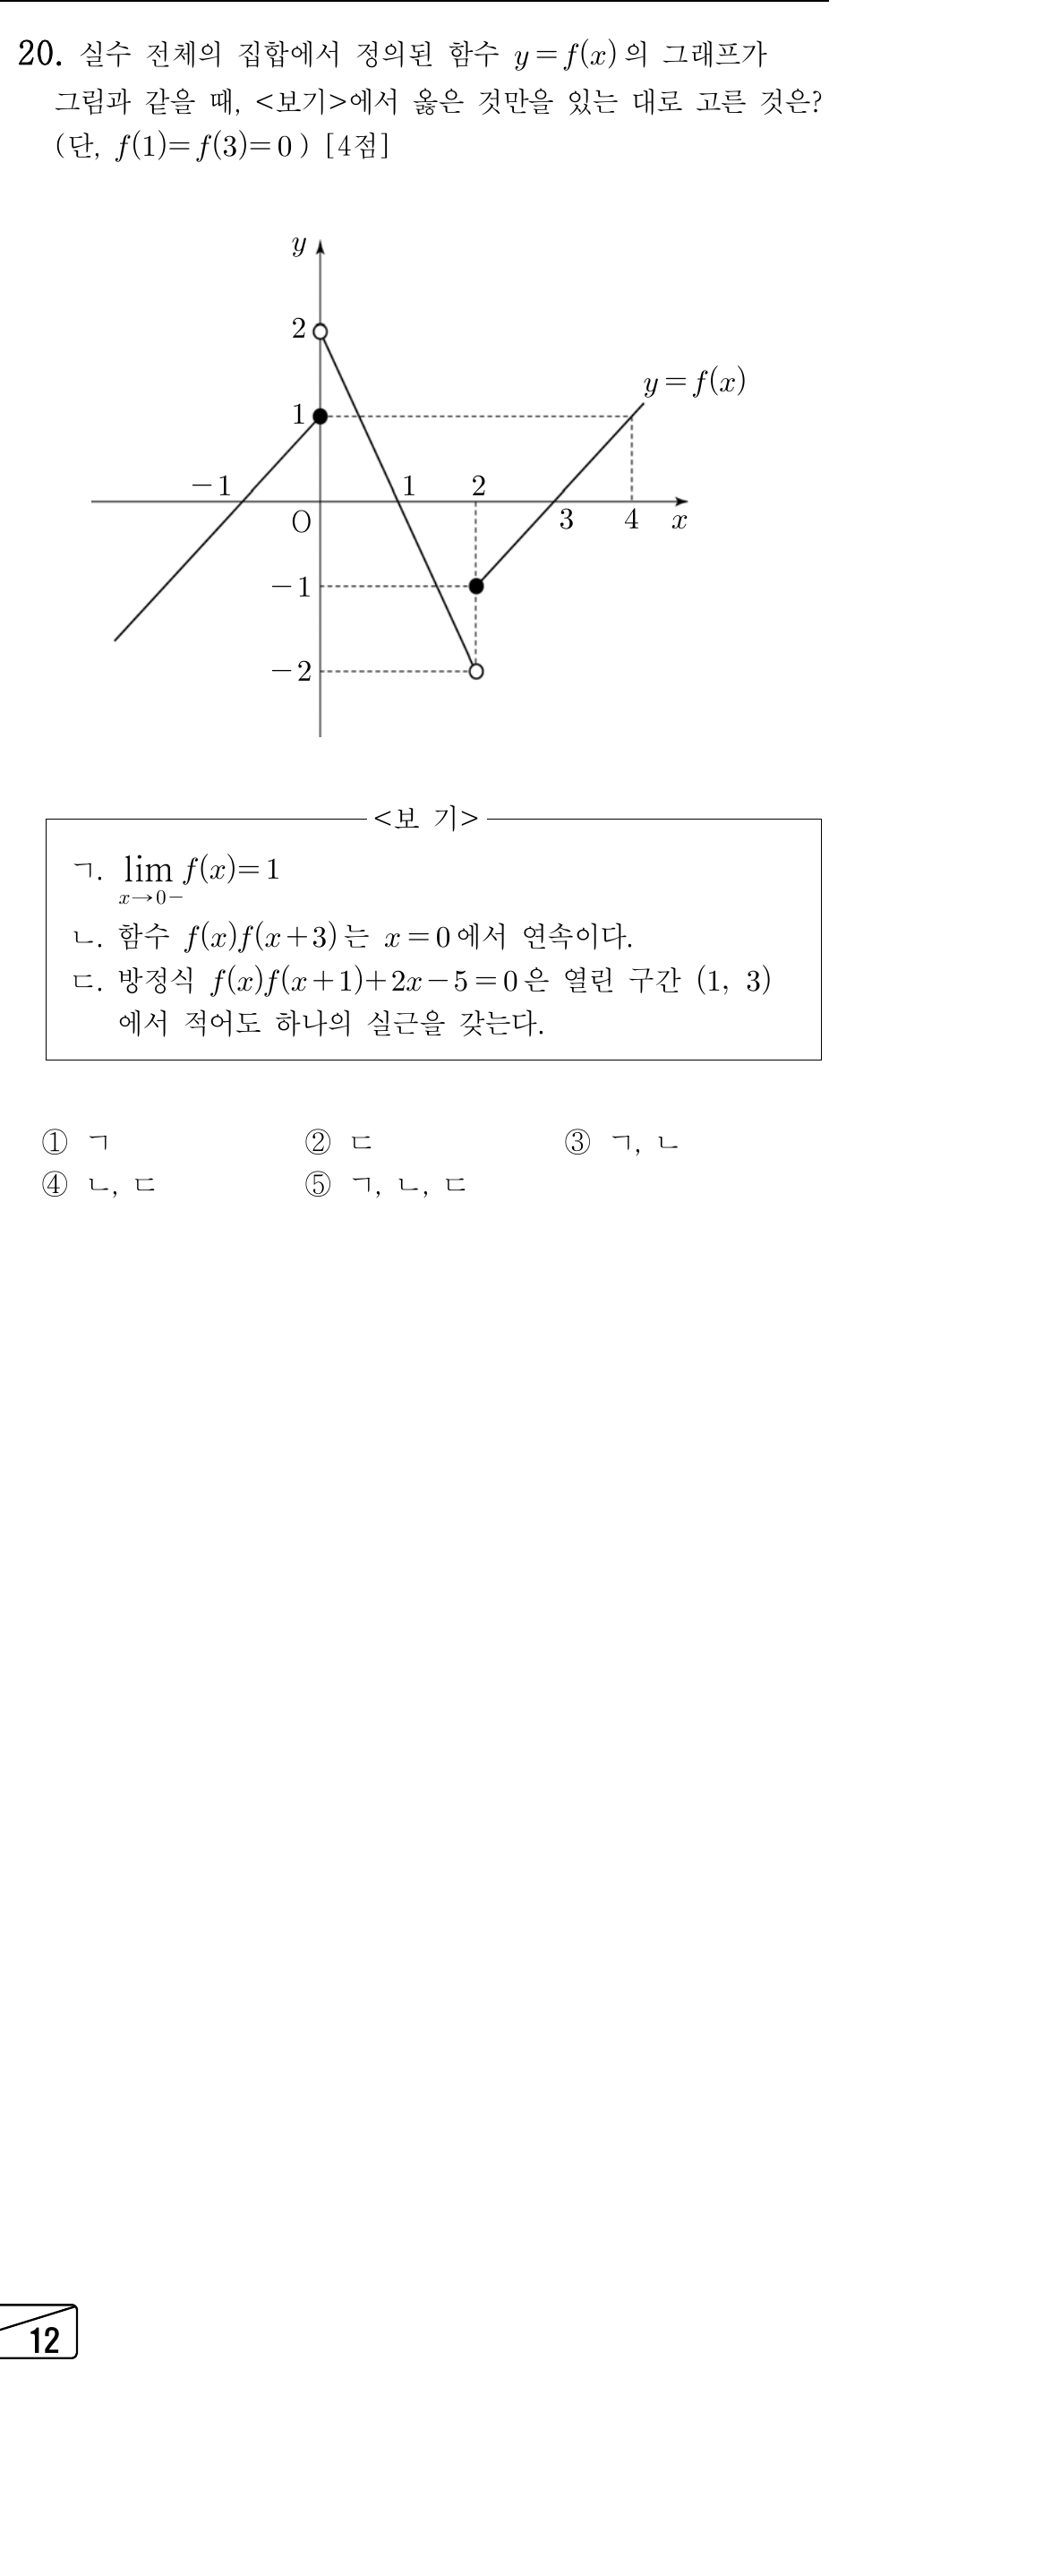 20. 실수 전체의 집합에서 정의된 함수 y=f(x)의 그래프가
그림과 같을 때, <보기>에서 옳은 것만을 있는 대로 고른 것은?
(단, f(1)=f(3)=0) [4점]
y
2
y=f(x)
1
−1
1
2
O
3
4
x
−1
−2
<보 기>
ㄱ. lim f(x)=1
x→0−
ㄴ. 함수 f(x)f(x+3)는 x=0에서 연속이다.
ㄷ. 방정식 f(x)f(x+1)+2x−5=0은 열린 구간 (1, 3)
에서 적어도 하나의 실근을 갖는다.
① ㄱ ② ㄷ ③ ㄱ, ㄴ
④ ㄴ, ㄷ ⑤ ㄱ, ㄴ, ㄷ
12